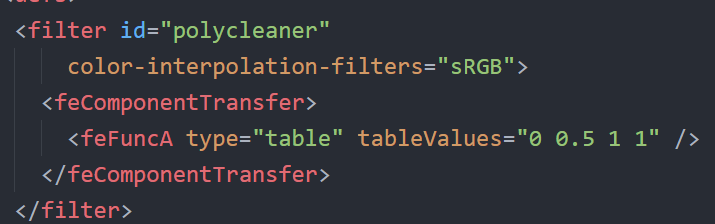 <filter id="polycleaner"
color-interpolation-filters="sRGB">
<feComponentTransfer>
<feFuncA type="table" tableValues="0 0.5 1 1" />
</feComponentTransfer>
</filter>